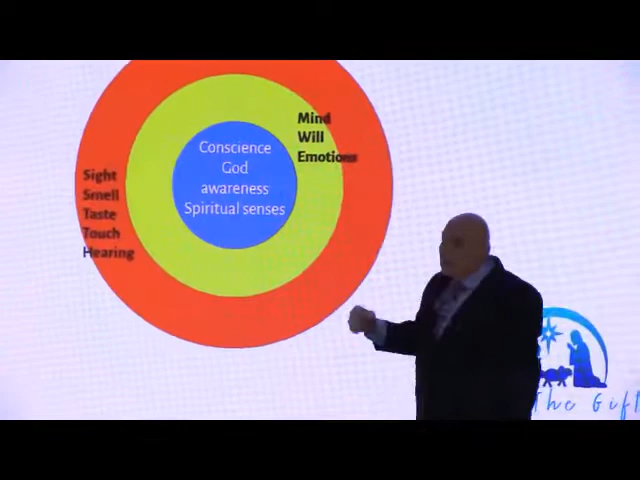 Mind
Will
Emotions
Conscience
God
awareness
Spiritual senses
Sight
Smell
Taste
Touch
Hearing
The Gift